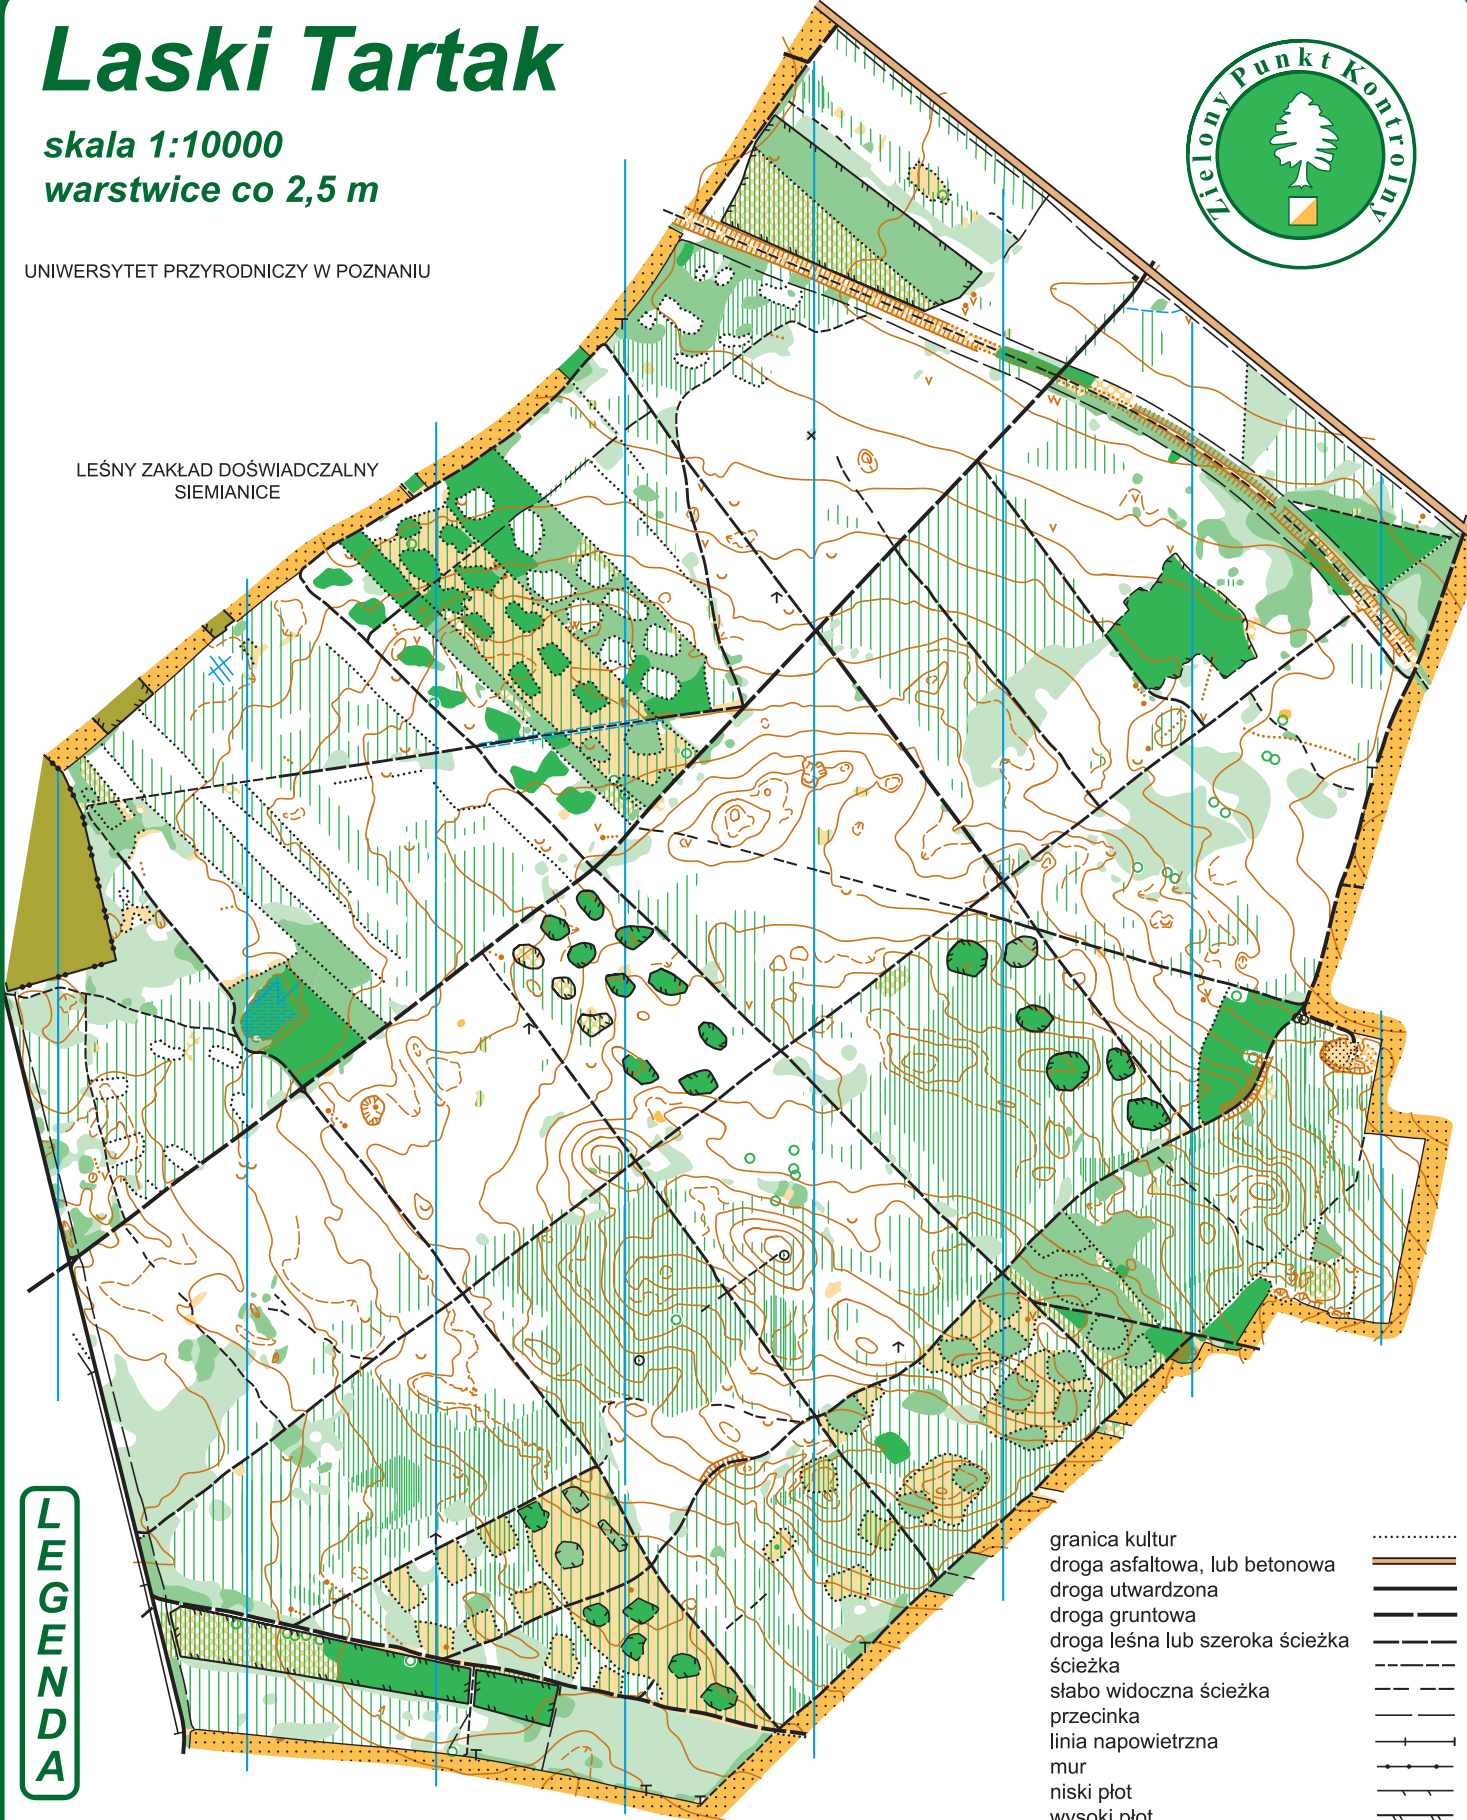 Laski Tartak
skala 1:10000
warstwice co 2,5 m
Zielony Punkt Kontrolny
UNIWERSYTET PRZYRODNICZY W POZNANIU
LEŚNY ZAKŁAD DOŚWIADCZALNY
SIEMIANICE
LEGENDA
granica kultur
droga asfaltowa, lub betonowa
droga utwardzona
droga gruntowa
droga leśna lub szeroka ścieżka
ścieżka
słabo widoczna ścieżka
przecinka
linia napowietrzna
mur
niski płot
wysoki płot